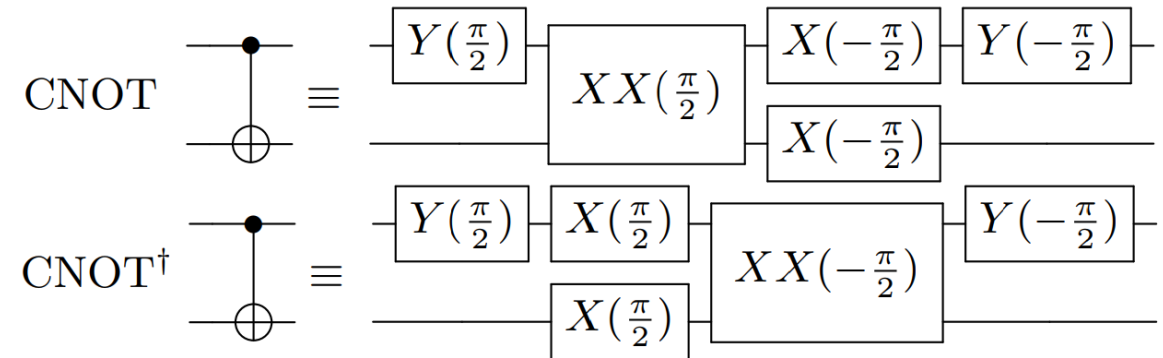 Y(π/2) X(−π/2) Y(−π/2)
CNOT ≡ XX(π/2)
X(−π/2)
Y(π/2) X(π/2) Y(−π/2)
CNOT† ≡ XX(−π/2)
X(π/2)